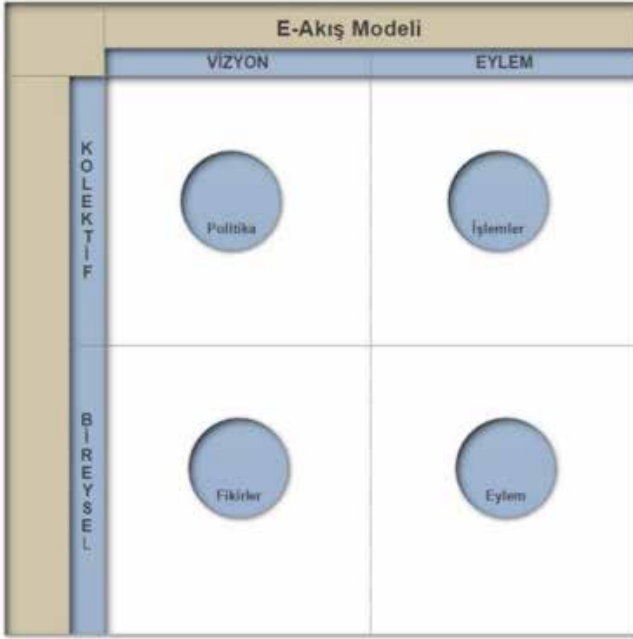 E-Akış Modeli
VİZYON EYLEM
KOLEKTİF
Politika İşlemler
BİREYSEL
Fikirler Eylem